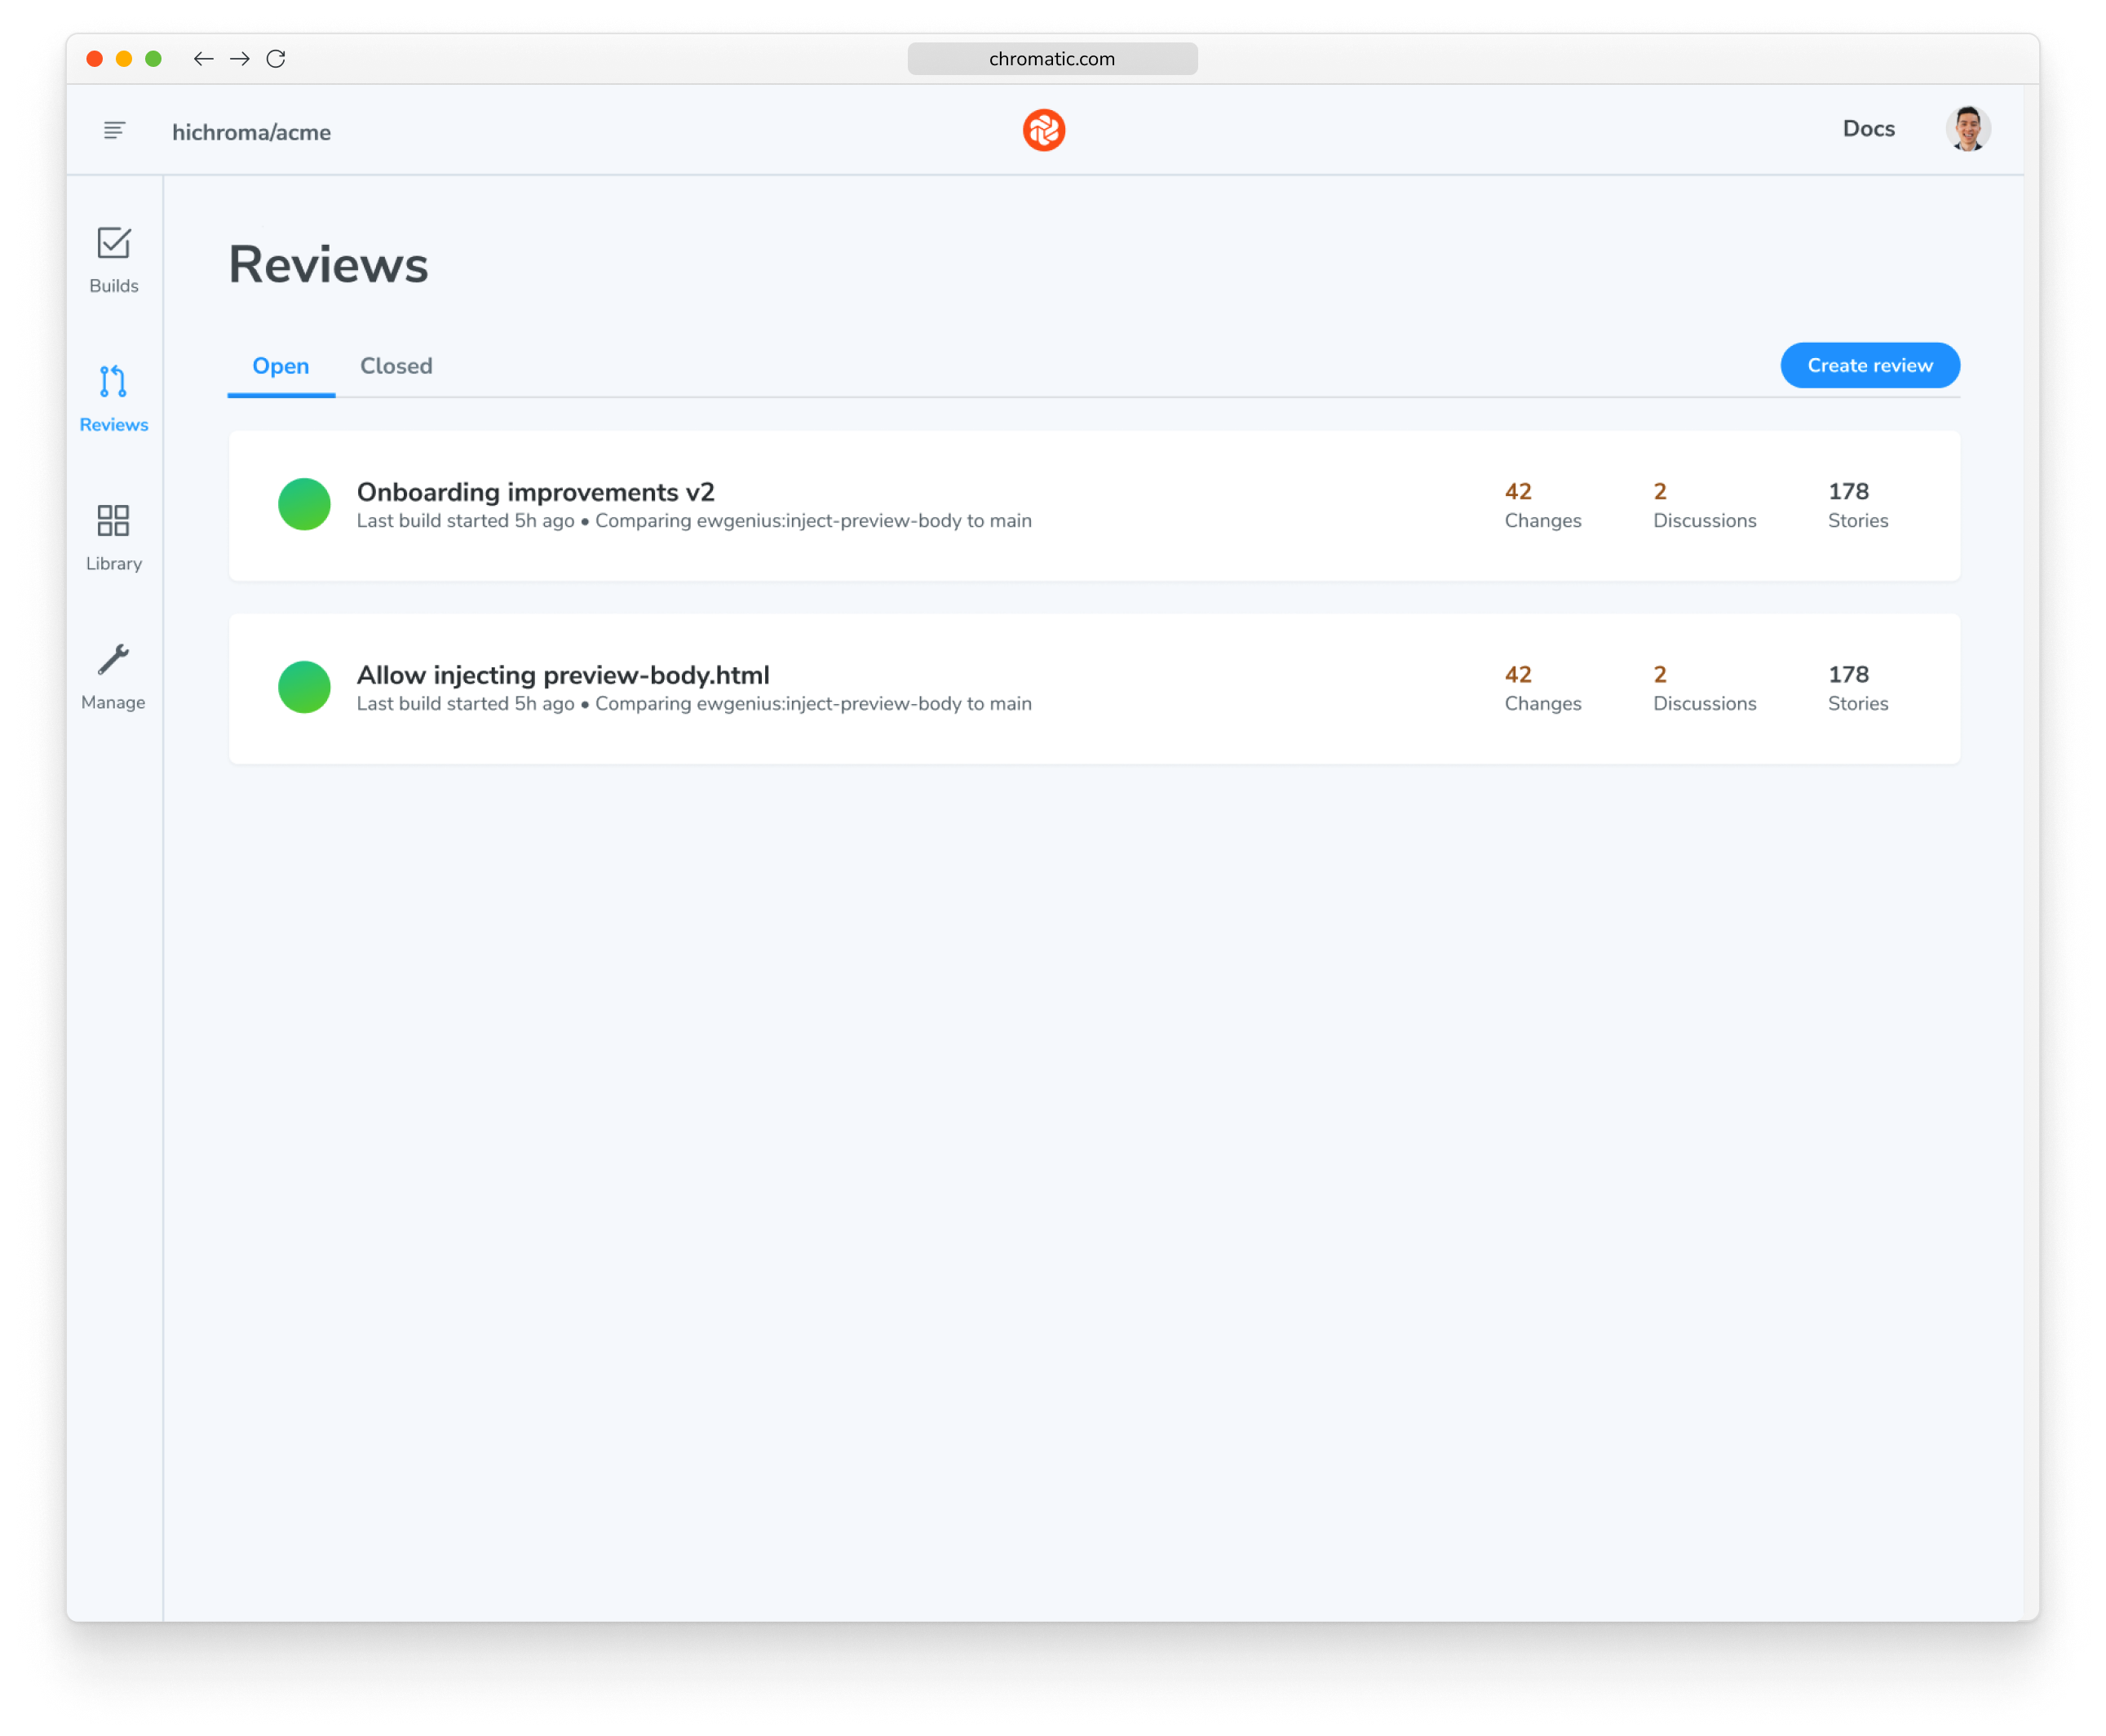 chromatic.com
hichroma/acme
Docs
Builds
Reviews
Library
Manage
Reviews
Open
Closed
Create review
Onboarding improvements v2
Last build started 5h ago • Comparing ewgenius:inject-preview-body to main
42
Changes
2
Discussions
178
Stories
Allow injecting preview-body.html
Last build started 5h ago • Comparing ewgenius:inject-preview-body to main
42
Changes
2
Discussions
178
Stories